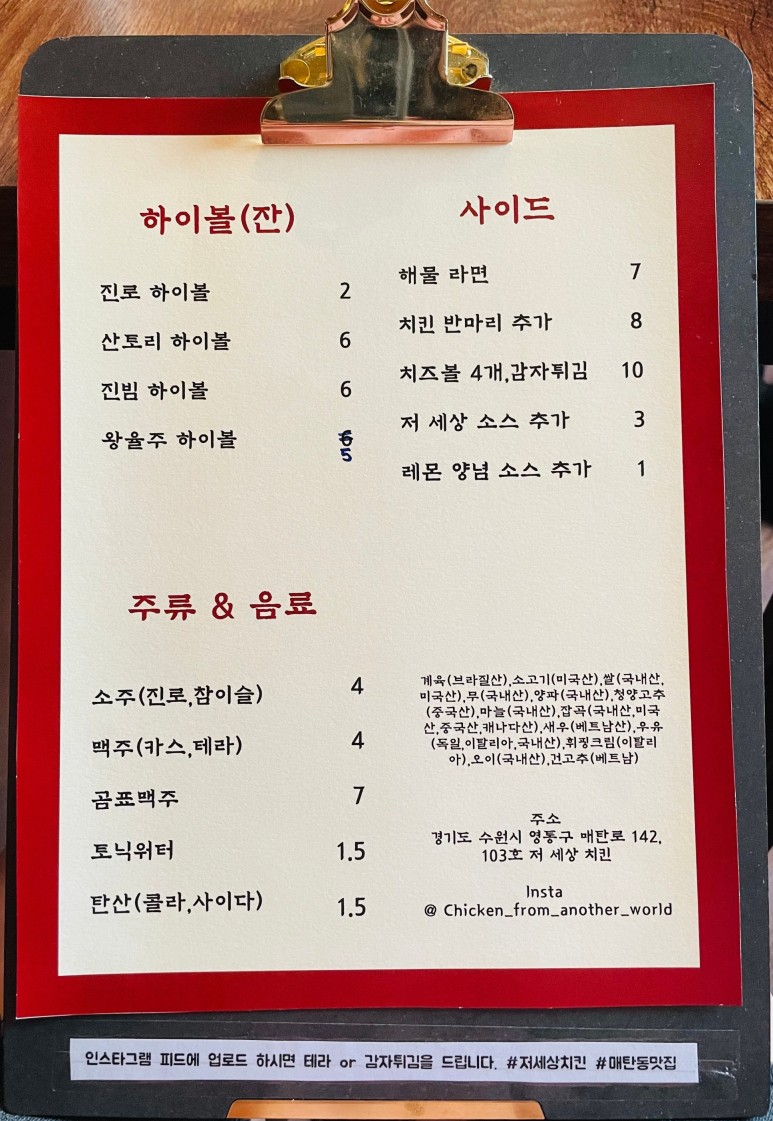 하이볼(잔)
진로 하이볼 2
산토리 하이볼 6
진빔 하이볼 6
왕율주 하이볼 6
5
사이드
해물 라면 7
치킨 반마리 추가 8
치즈볼 4개,감자튀김 10
저 세상 소스 추가 3
레몬 양념 소스 추가 1
주류 & 음료
소주(진로,참이슬) 4
맥주(카스,테라) 4
곰표맥주 7
토닉워터 1.5
탄산(콜라,사이다) 1.5
계육(브라질산),소고기(미국산),쌀(국내산,
미국산),무(국내산),양파(국내산),청양고추
(중국산),마늘(국내산),잡곡(국내산,미국
산,중국산,캐나다산),새우(베트남산),우유
(독일,이탈리아,국내산),휘핑크림(이탈리
아),오이(국내산),건고추(베트남)
주소
경기도 수원시 영통구 매탄로 142,
103호 저 세상 치킨
Insta
@ Chicken_from_another_world
인스타그램 피드에 업로드 하시면 테라 or 감자튀김을 드립니다. #저세상치킨 #매탄동맛집